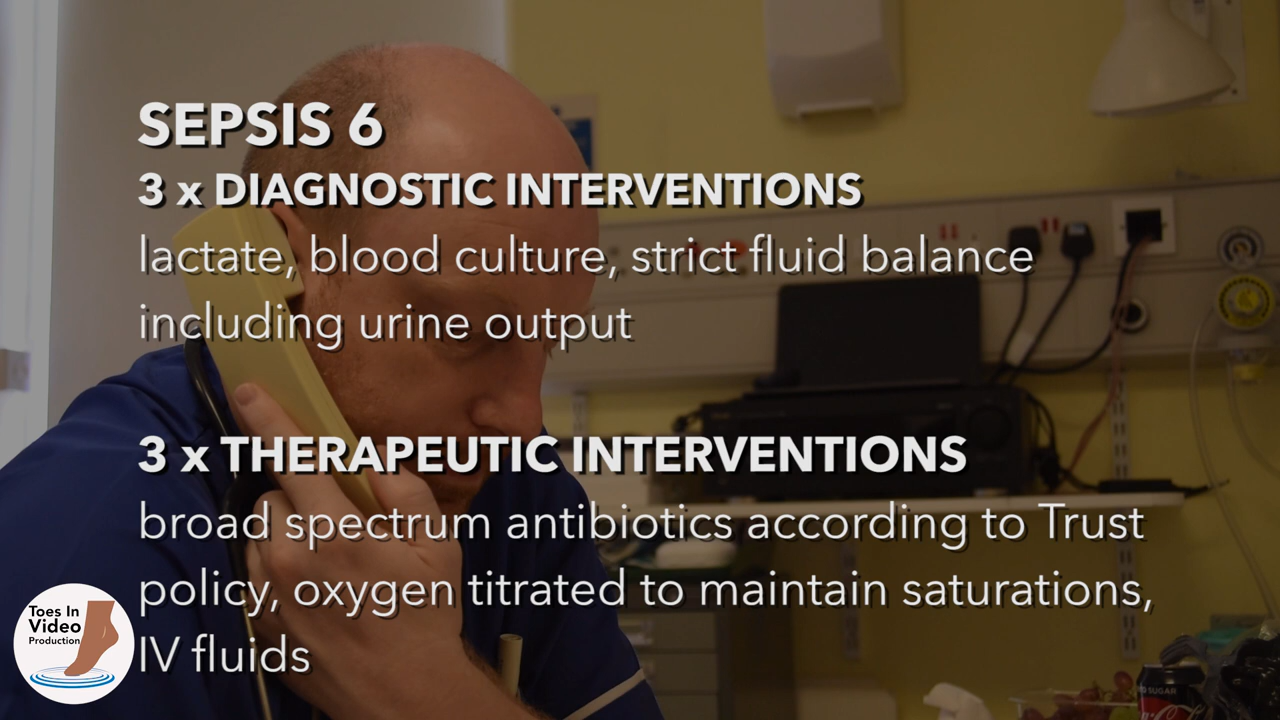 SEPSIS 6
3 x DIAGNOSTIC INTERVENTIONS
lactate, blood culture, strict fluid balance
including urine output
3 x THERAPEUTIC INTERVENTIONS
broad spectrum antibiotics according to Trust
policy, oxygen titrated to maintain saturations,
IV fluids
Toes In
Video
Production
SUGAR